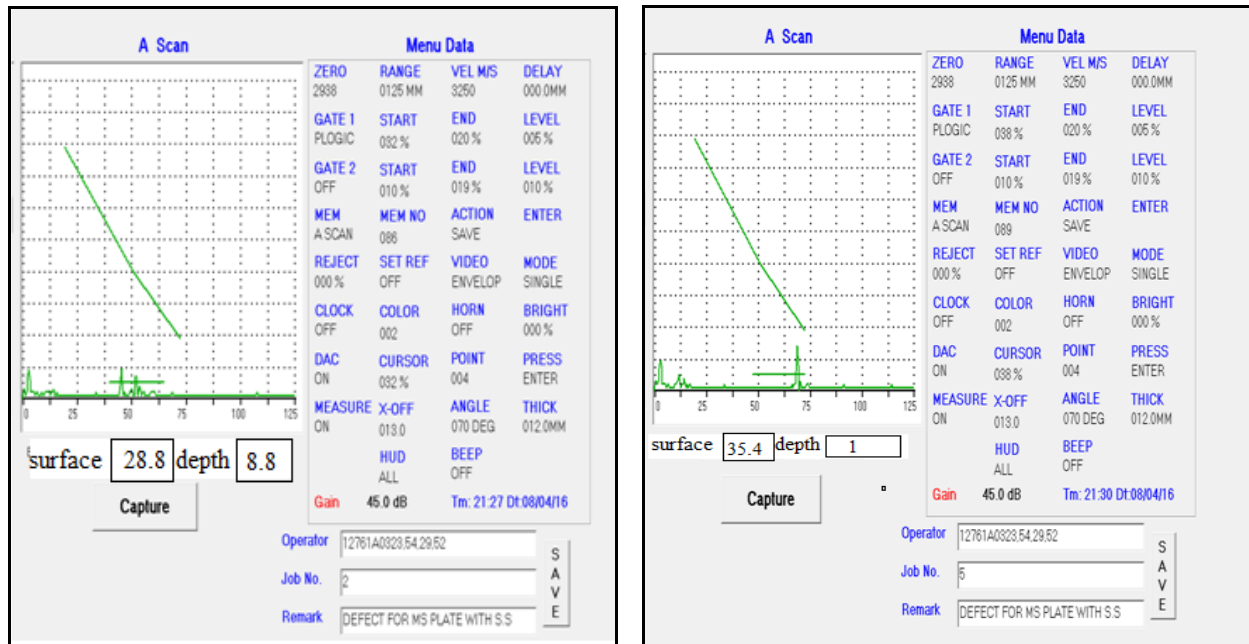 A Scan Menu Data
ZERO RANGE VEL M/S DELAY
2938 0125 MM 3250 000.0MM
GATE 1 START END LEVEL
PLOGIC 032 % 020 % 005 %
GATE 2 START END LEVEL
OFF 010 % 019 % 010 %
MEM MEM NO ACTION ENTER
A SCAN 086 SAVE
REJECT SET REF VIDEO MODE
000 % OFF ENVELOP SINGLE
CLOCK COLOR HORN BRIGHT
OFF 002 OFF 000 %
DAC CURSOR POINT PRESS
ON 032 % 004 ENTER
MEASURE X-OFF ANGLE THICK
ON 013.0 070 DEG 012.0MM
HUD BEEP
ALL OFF
0 25 50 75 100 125
surface 28.8 depth 8.8
Capture
Gain 45.0 dB Tm: 21:27 Dt:08/04/16
Operator 12761A0323,54,29,52
Job No. 2
Remark DEFECT FOR MS PLATE WITH S.S
SAVE
A Scan Menu Data
ZERO RANGE VEL M/S DELAY
2938 0125 MM 3250 000.0MM
GATE 1 START END LEVEL
PLOGIC 038 % 020 % 005 %
GATE 2 START END LEVEL
OFF 010 % 019 % 010 %
MEM MEM NO ACTION ENTER
A SCAN 089 SAVE
REJECT SET REF VIDEO MODE
000 % OFF ENVELOP SINGLE
CLOCK COLOR HORN BRIGHT
OFF 002 OFF 000 %
DAC CURSOR POINT PRESS
ON 038 % 004 ENTER
MEASURE X-OFF ANGLE THICK
ON 013.0 070 DEG 012.0MM
HUD BEEP
ALL OFF
0 25 50 75 100 125
surface 35.4 depth 1
Capture
Gain 45.0 dB Tm: 21:30 Dt:08/04/16
Operator 12761A0323,54,29,52
Job No. 5
Remark DEFECT FOR MS PLATE WITH S.S
SAVE